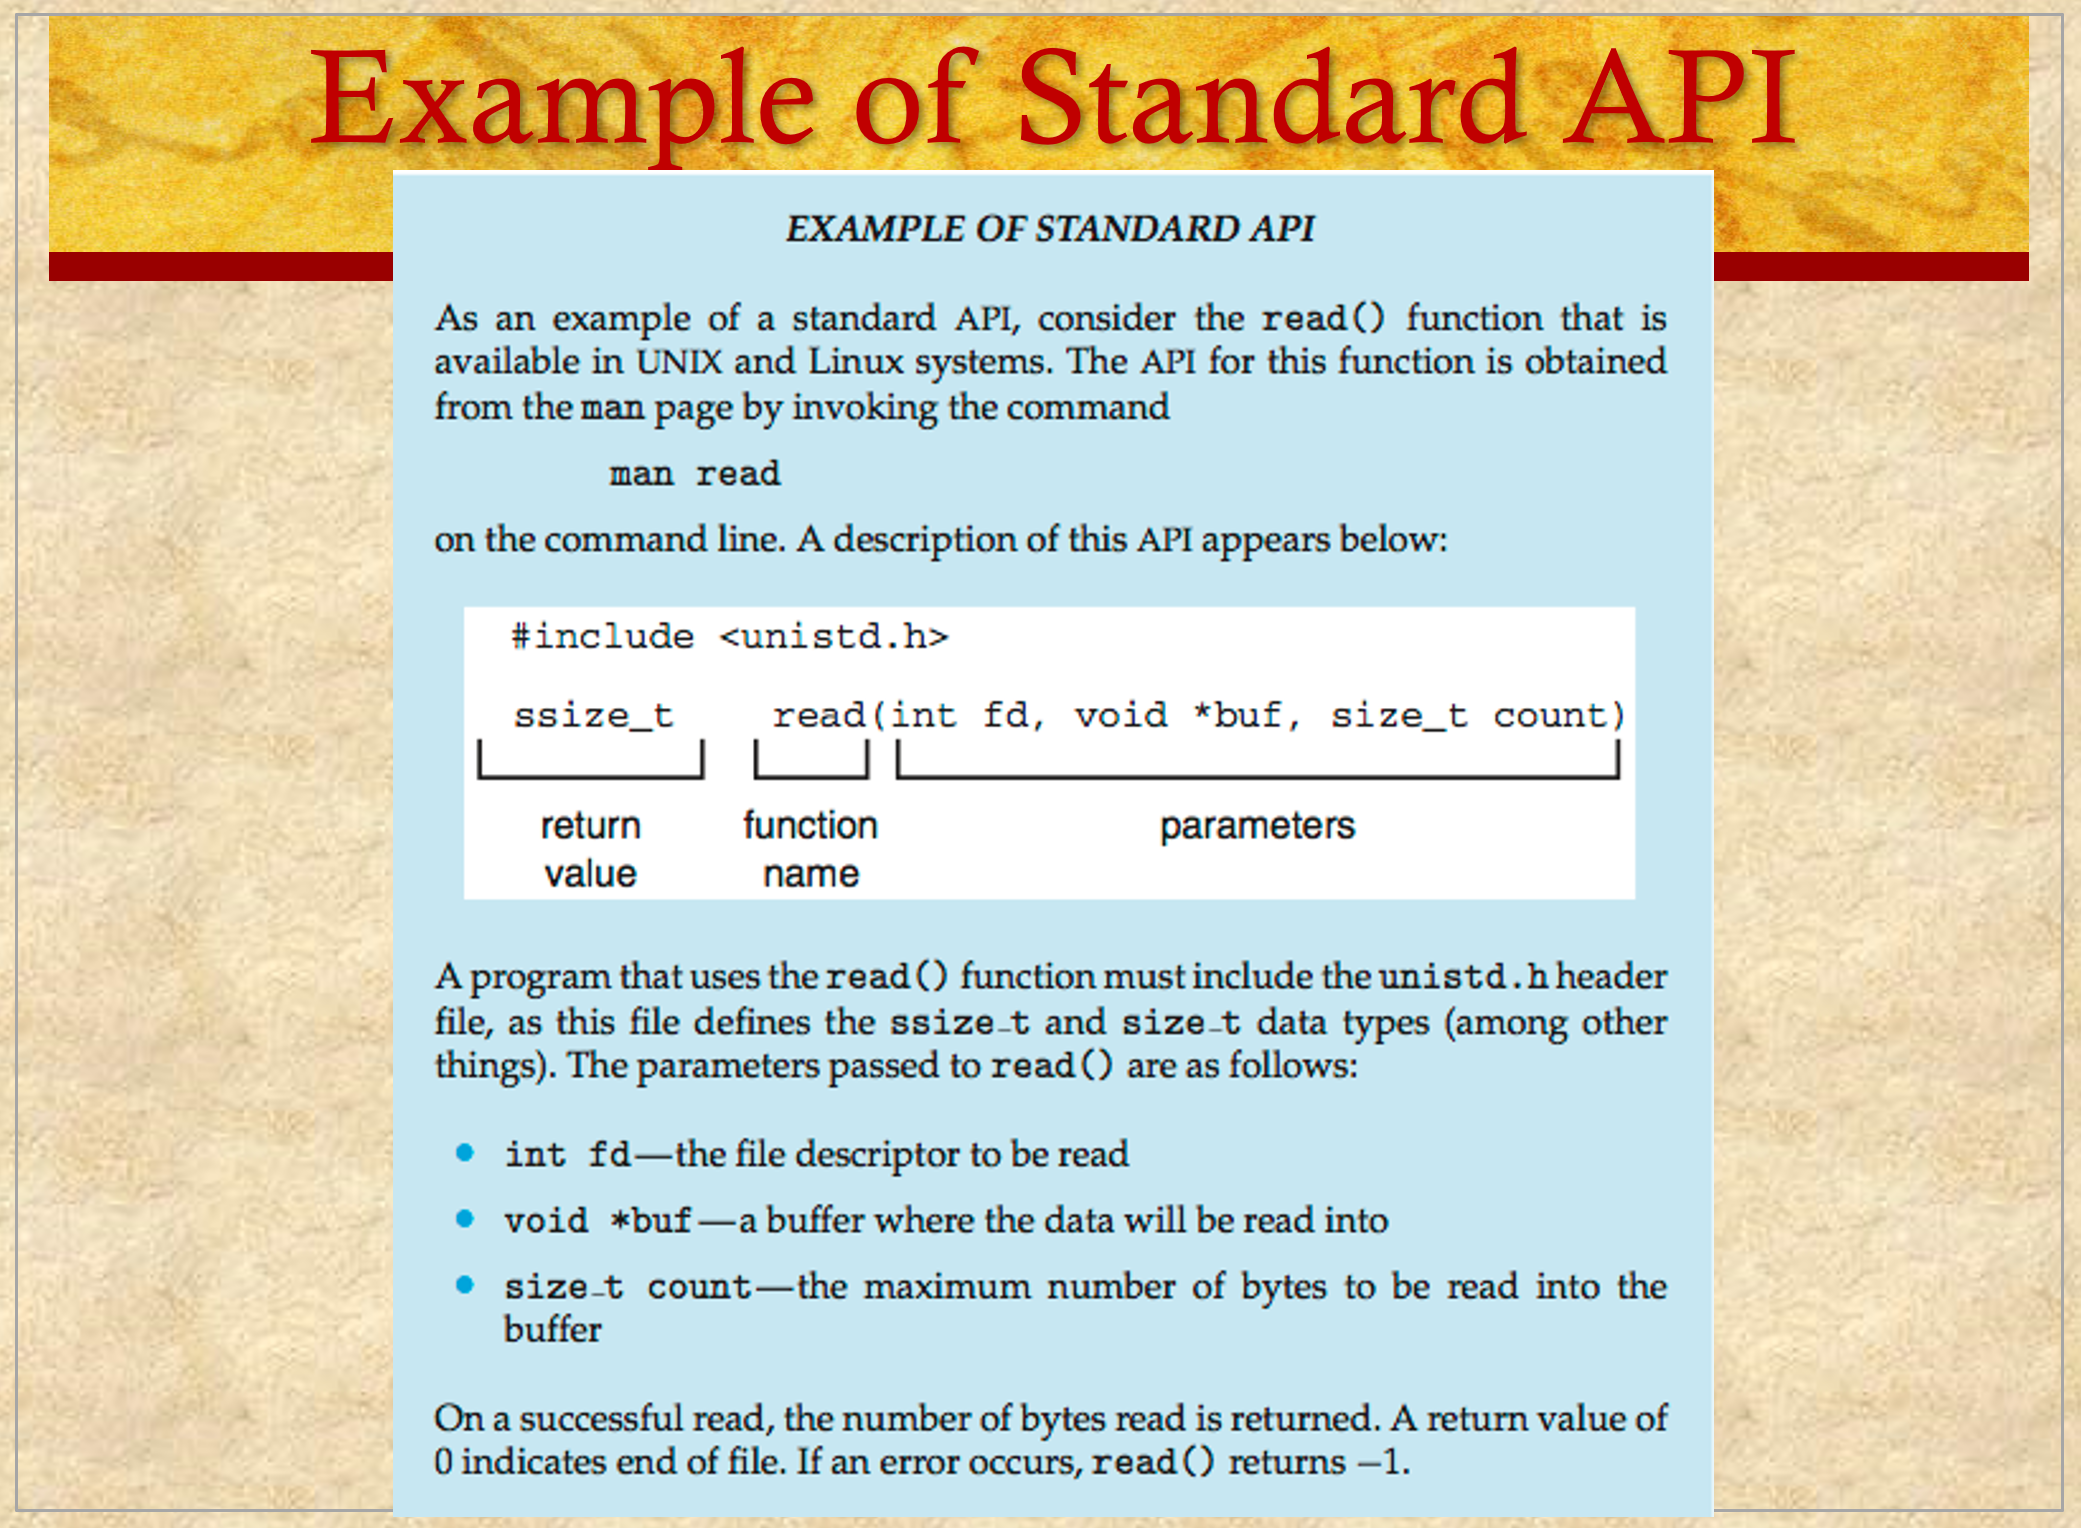 Example of Standard API
EXAMPLE OF STANDARD API
As an example of a standard API, consider the read() function that is
available in UNIX and Linux systems. The API for this function is obtained
from the man page by invoking the command
man read
on the command line. A description of this API appears below:
#include <unistd.h>
ssize_t read(int fd, void *buf, size_t count)
return function parameters
value name
A program that uses the read() function must include the unistd.h header
file, as this file defines the ssize_t and size_t data types (among other
things). The parameters passed to read() are as follows:
• int fd—the file descriptor to be read
• void *buf—a buffer where the data will be read into
• size_t count—the maximum number of bytes to be read into the
buffer
On a successful read, the number of bytes read is returned. A return value of
0 indicates end of file. If an error occurs, read() returns −1.